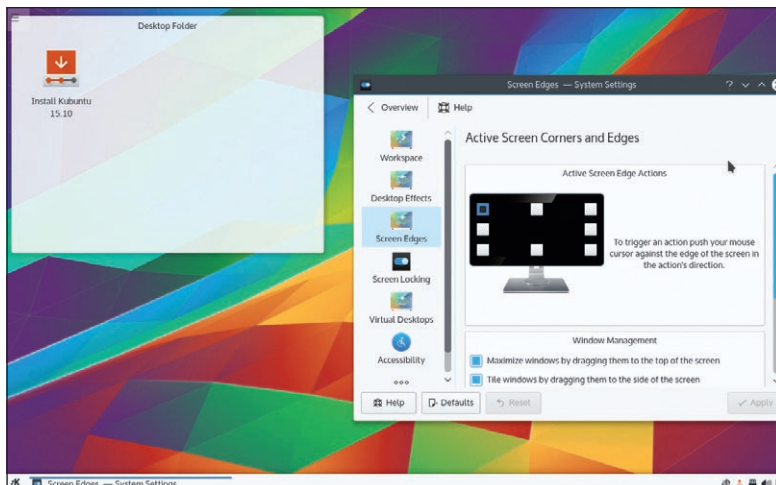 Desktop Folder
Install Kubuntu
15.10
Screen Edges — System Settings
Overview
Help
Workspace
Desktop Effects
Screen Edges
Screen Locking
Virtual Desktops
Accessibility
Active Screen Corners and Edges
Active Screen Edge Actions
To trigger an action push your mouse
cursor against the edge of the screen in
the action's direction.
Window Management
Maximize windows by dragging them to the top of the screen
Tile windows by dragging them to the side of the screen
Help
Defaults
Reset
Apply
Screen Edges — System Settings